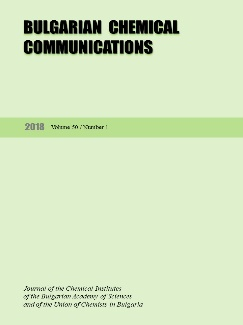 BULGARIAN CHEMICAL
COMMUNICATIONS
2018 Volume 50 / Number 1
Journal of the Chemical Institutes
of the Bulgarian Academy of Sciences
and of the Union of Chemists in Bulgaria